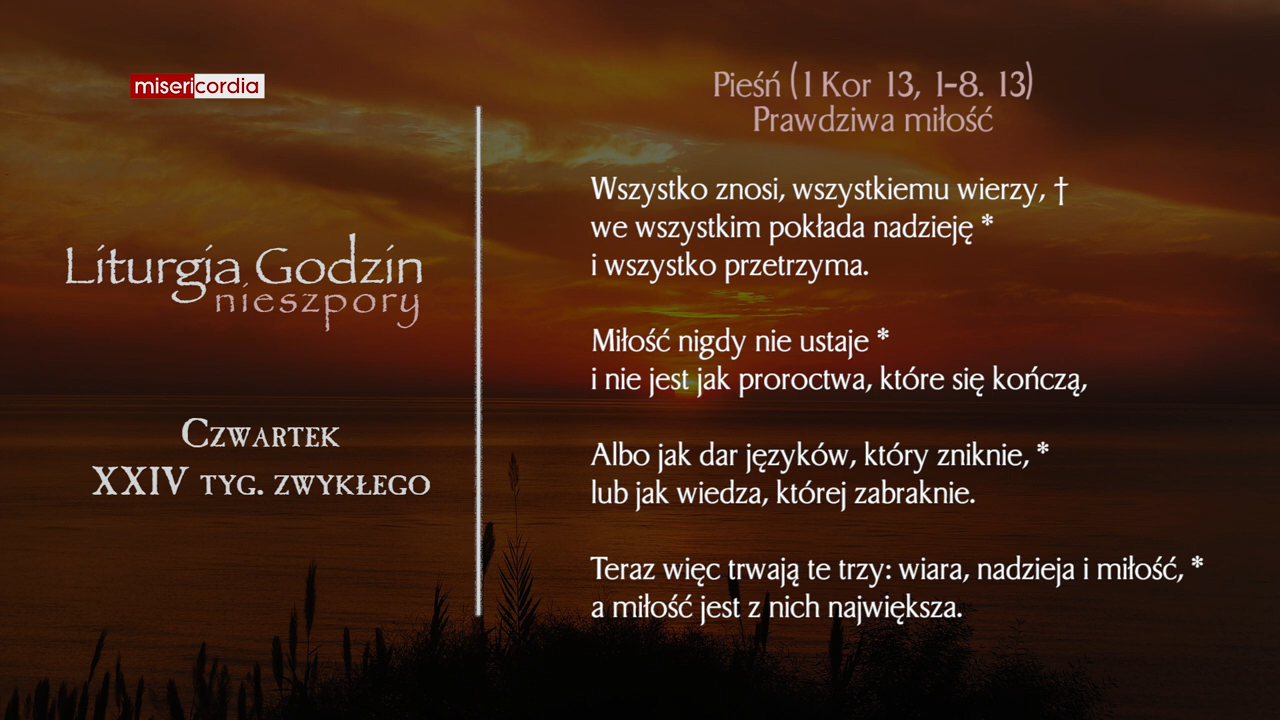 misericordia
Liturgia Godzin
nieszpory
Czwartek
XXIV tyg. zwykłego
Pieśń (1 Kor 13, 1-8. 13)
Prawdziwa miłość
Wszystko znosi, wszystkiemu wierzy, †
we wszystkim pokłada nadzieję *
i wszystko przetrzyma.
Miłość nigdy nie ustaje *
i nie jest jak proroctwa, które się kończą,
Albo jak dar języków, który zniknie, *
lub jak wiedza, której zabraknie.
Teraz więc trwają te trzy: wiara, nadzieja i miłość, *
a miłość jest z nich największa.